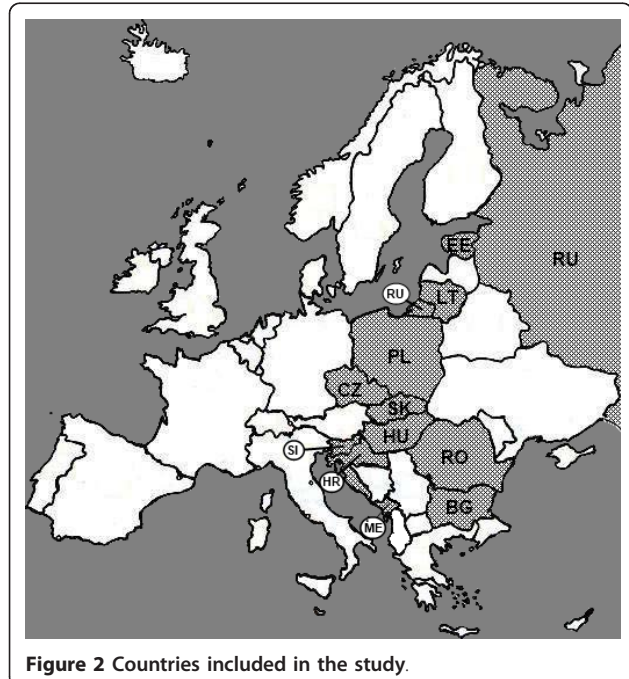 EE
RU
RU
LT
PL
CZ
SK
HU
SI
RO
HR
BG
ME
Figure 2 Countries included in the study.